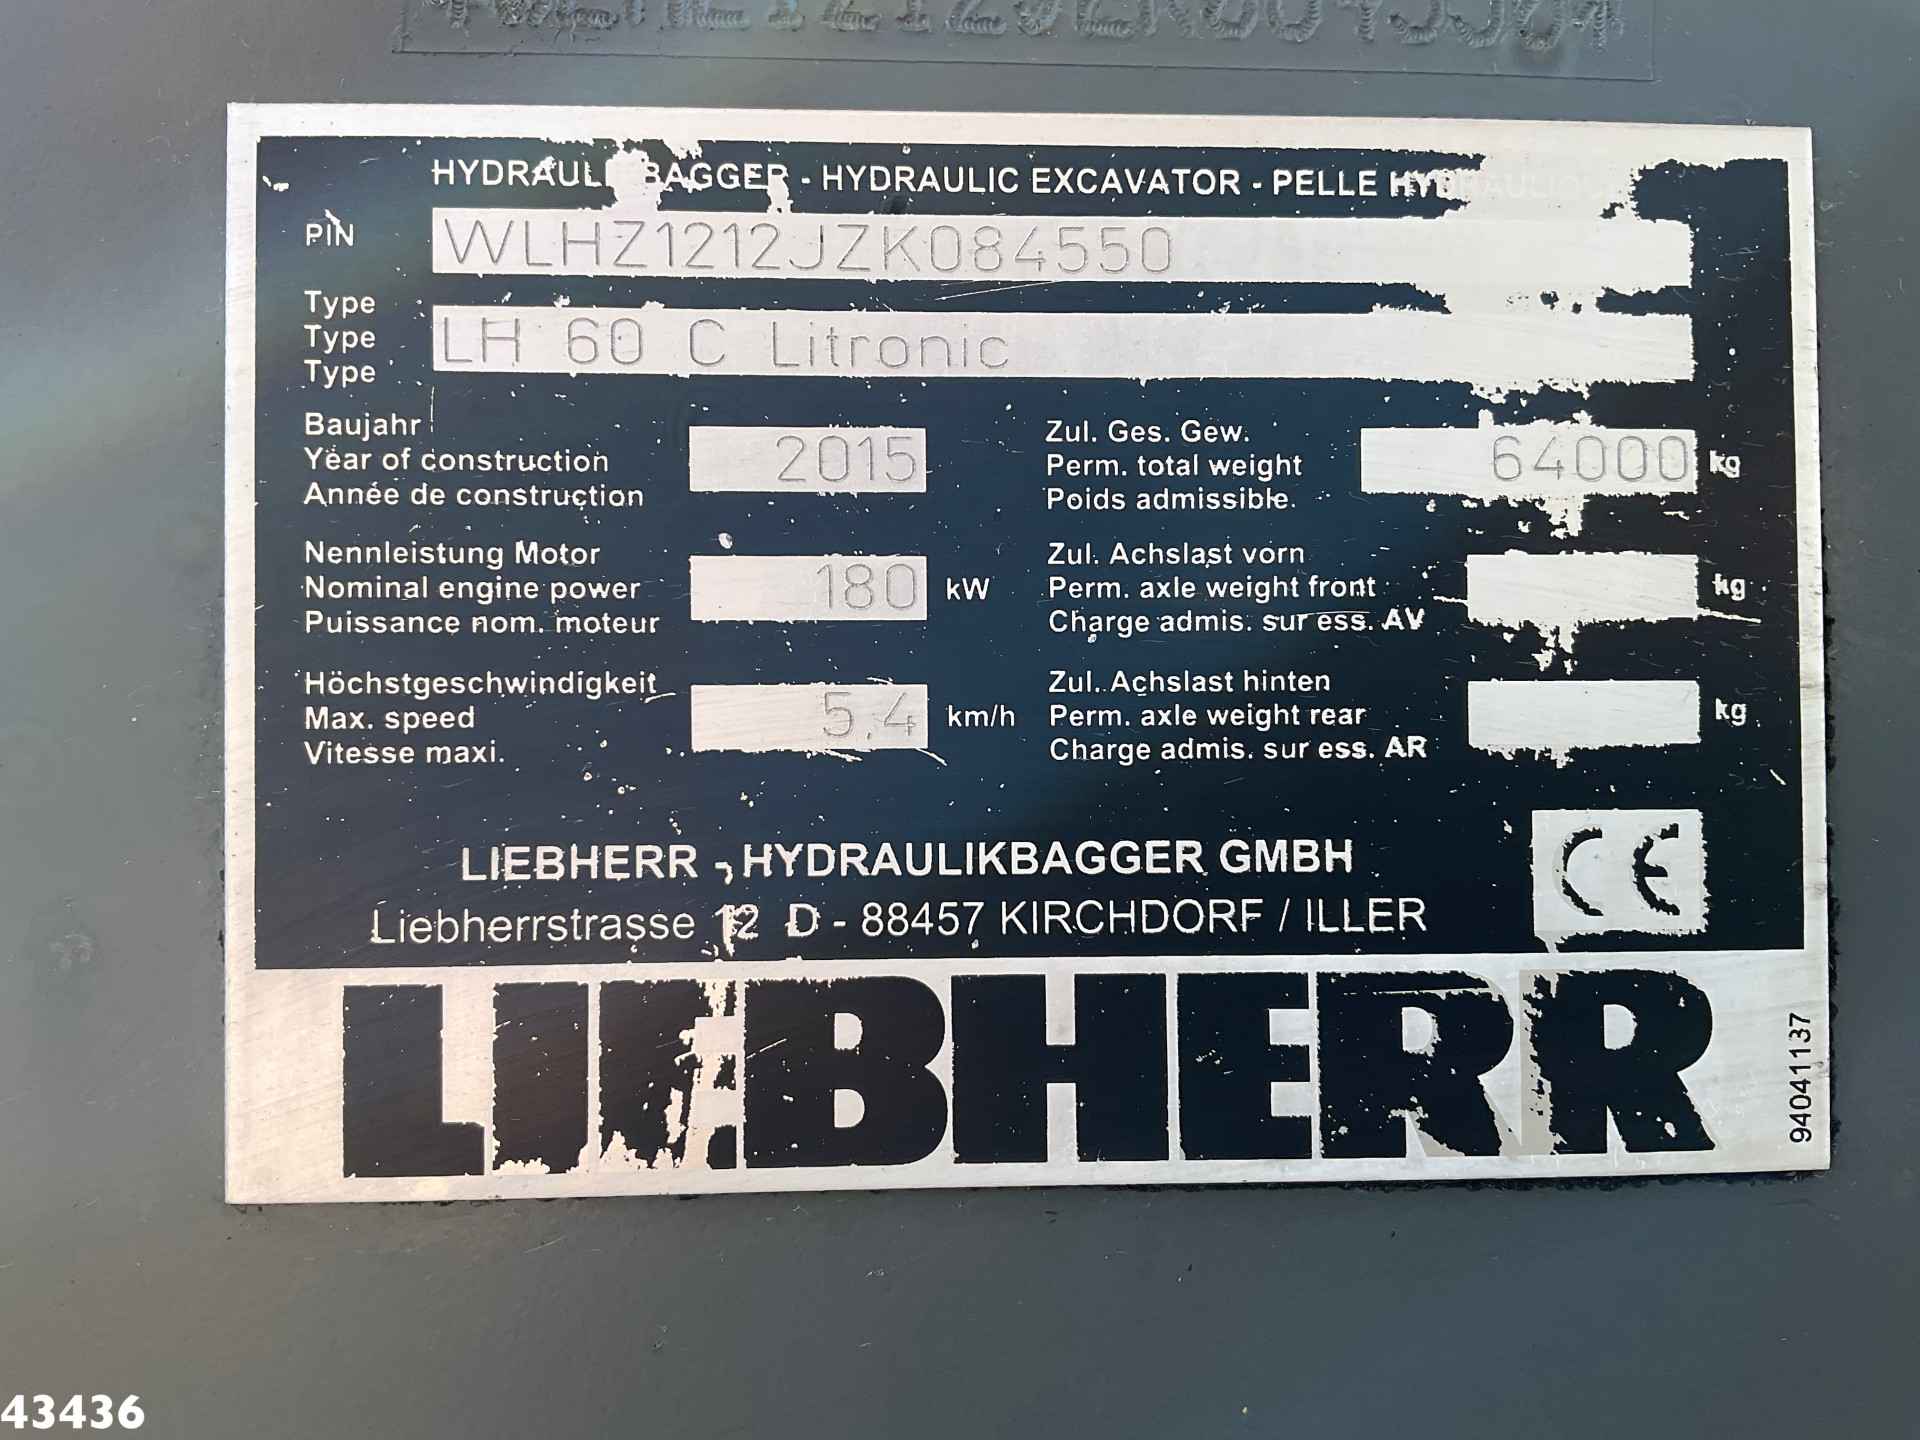 HYDRAULIKBAGGER - HYDRAULIC EXCAVATOR - PELLE HYDRAULIQUE
PIN WLHZ1212JZK084550
Type
Type LH 60 C Litronic
Type
Baujahr
Year of construction 2015
Année de construction
Zul. Ges. Gew.
Perm. total weight 64000 kg
Poids admissible.
Nennleistung Motor
Nominal engine power 180 kW
Puissance nom. moteur
Zul. Achslast vorn
Perm. axle weight front kg
Charge admis. sur ess. AV
Höchstgeschwindigkeit
Max. speed 5,4 km/h
Vitesse maxi.
Zul. Achslast hinten
Perm. axle weight rear kg
Charge admis. sur ess. AR
LIEBHERR - HYDRAULIKBAGGER GMBH
Liebherrstrasse 12 D - 88457 KIRCHDORF / ILLER
CE
LIEBHERR
94041137
43436